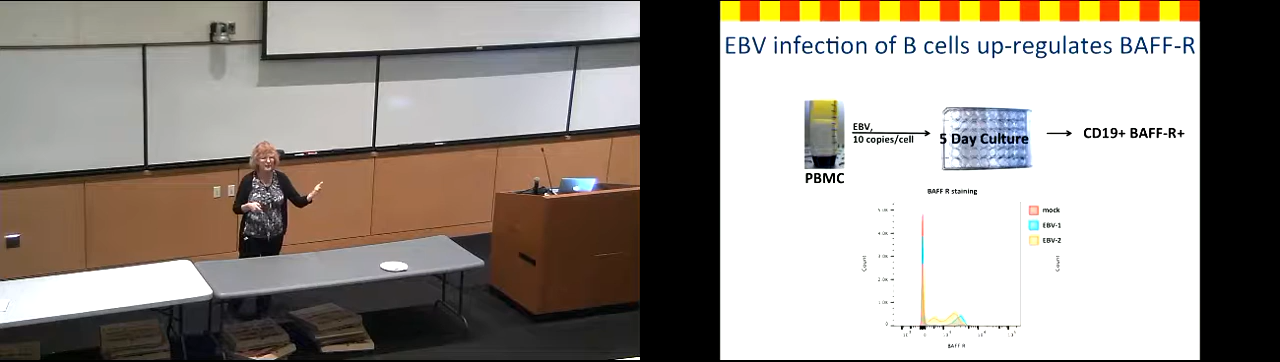 EBV infection of B cells up-regulates BAFF-R
EBV,
10 copies/cell
5 Day Culture
CD19+ BAFF-R+
PBMC
BAFF R staining
mock
EBV-1
EBV-2
Count
Count
BAFF R